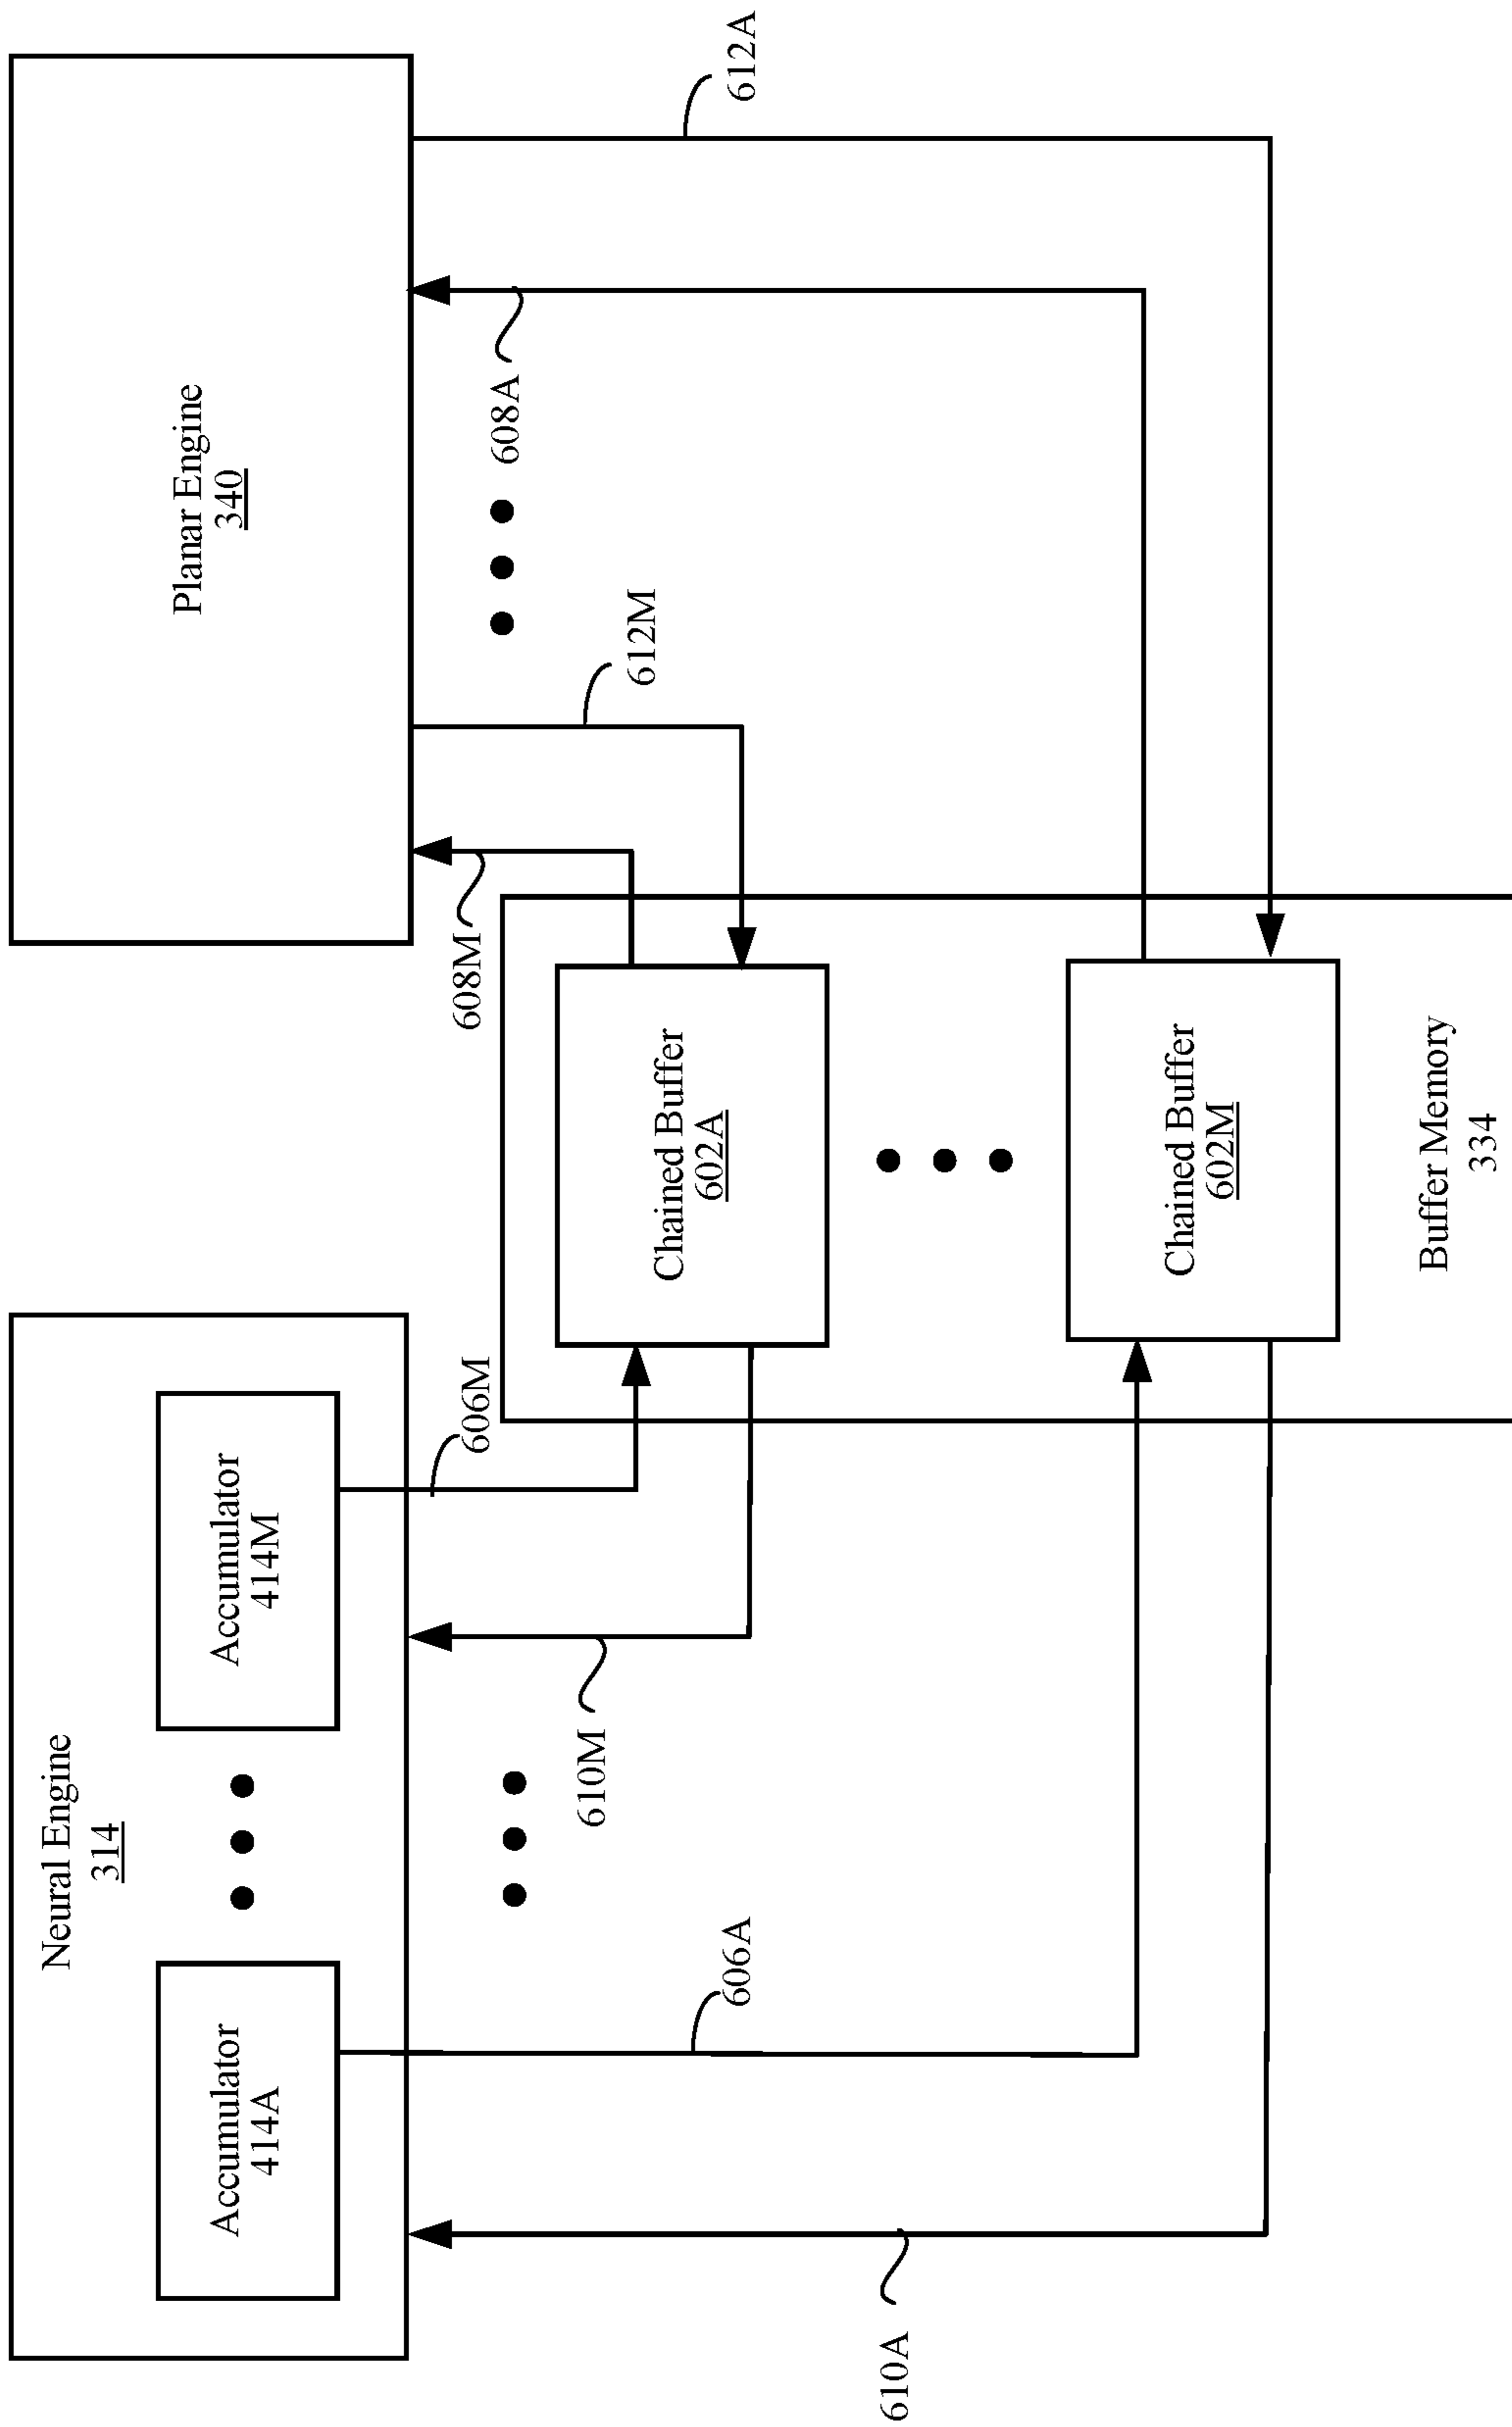 Neural Engine
314
Accumulator
414A
Accumulator
414M
Planar Engine
340
606M
608M
610M
612M
608A
606A
612A
610A
Chained Buffer
602A
Chained Buffer
602M
Buffer Memory
334